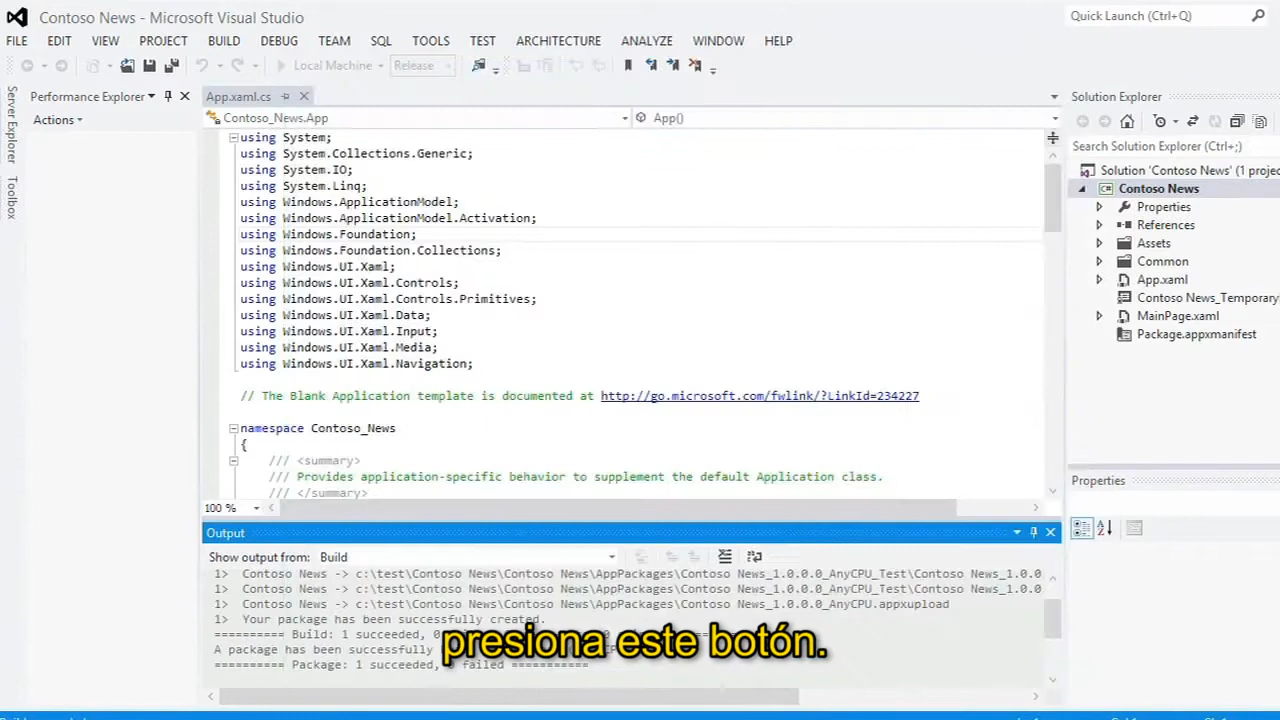 Contoso News - Microsoft Visual Studio
Quick Launch (Ctrl+Q)
FILE EDIT VIEW PROJECT BUILD DEBUG TEAM SQL TOOLS TEST ARCHITECTURE ANALYZE WINDOW HELP
Local Machine Release
Server Explorer
Toolbox
Performance Explorer
Actions
App.xaml.cs
Contoso_News.App
App()
using System;
using System.Collections.Generic;
using System.IO;
using System.Linq;
using Windows.ApplicationModel;
using Windows.ApplicationModel.Activation;
using Windows.Foundation;
using Windows.Foundation.Collections;
using Windows.UI.Xaml;
using Windows.UI.Xaml.Controls;
using Windows.UI.Xaml.Controls.Primitives;
using Windows.UI.Xaml.Data;
using Windows.UI.Xaml.Input;
using Windows.UI.Xaml.Media;
using Windows.UI.Xaml.Navigation;
// The Blank Application template is documented at http://go.microsoft.com/fwlink/?LinkId=234227
namespace Contoso_News
{
/// <summary>
/// Provides application-specific behavior to supplement the default Application class.
/// </summary>
100 %
Output
Show output from: Build
1> Contoso News -> c:\test\Contoso News\Contoso News\AppPackages\Contoso News_1.0.0.0_AnyCPU_Test\Contoso News_1.0.0
1> Contoso News -> c:\test\Contoso News\Contoso News\AppPackages\Contoso News_1.0.0.0_AnyCPU_Test\Contoso News_1.0.0
1> Contoso News -> c:\test\Contoso News\Contoso News\AppPackages\Contoso News_1.0.0.0_AnyCPU.appxupload
1> Your package has been successfully created.
========== Build: 1 succeeded, 0
A package has been successfully
========== Package: 1 succeeded, failed ===========
presiona este botón.
Solution Explorer
Search Solution Explorer (Ctrl+;)
Solution 'Contoso News' (1 projec
Contoso News
Properties
References
Assets
Common
App.xaml
Contoso News_Temporary
MainPage.xaml
Package.appxmanifest
Properties